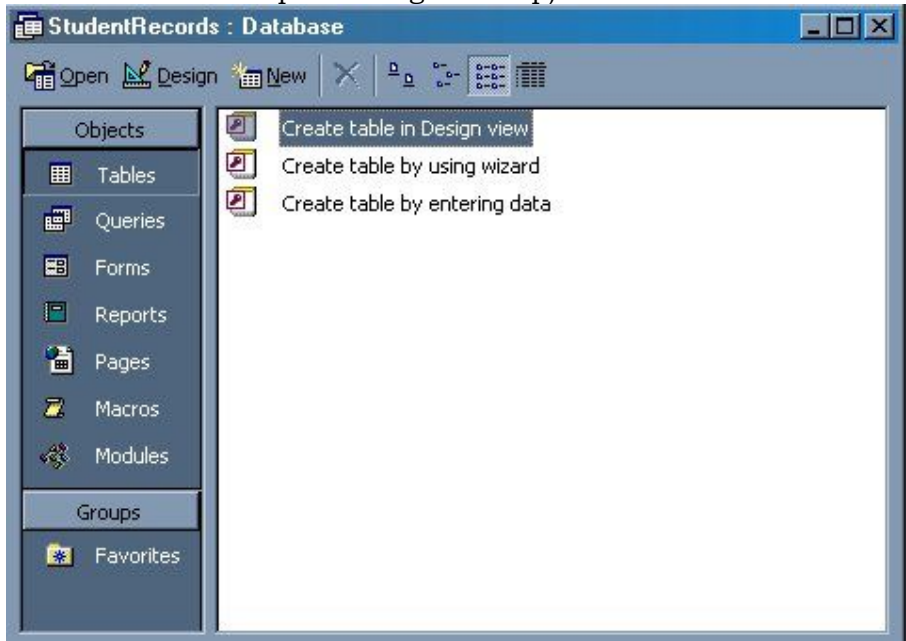 StudentRecords : Database
Open Design New
Objects
Tables
Queries
Forms
Reports
Pages
Macros
Modules
Groups
Favorites
Create table in Design view
Create table by using wizard
Create table by entering data